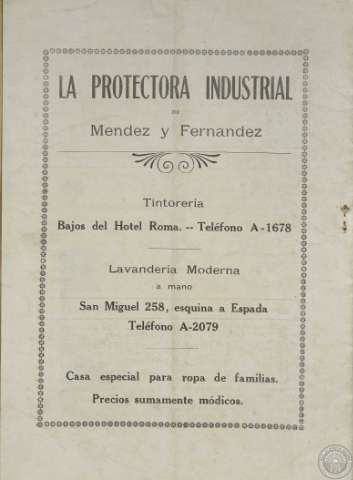 LA PROTECTORA INDUSTRIAL
DE
Mendez y Fernandez
Tintorería
Bajos del Hotel Roma. -- Teléfono A-1678
Lavandería Moderna
a mano
San Miguel 258, esquina a Espada
Teléfono A-2079
Casa especial para ropa de familias.
Precios sumamente módicos.